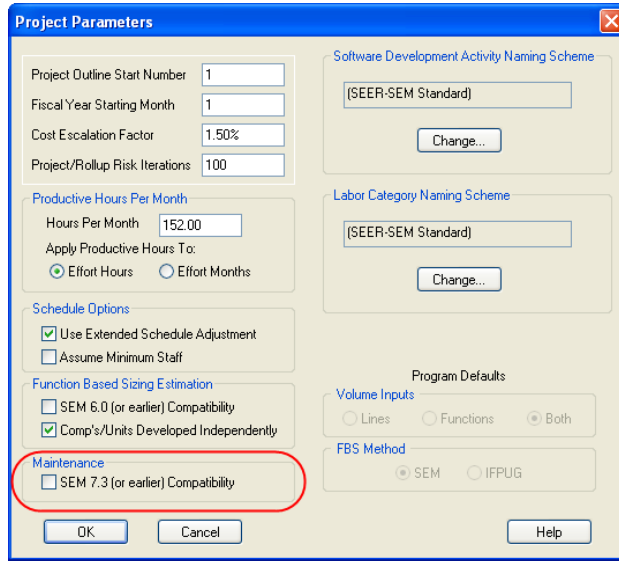 Project Parameters
Project Outline Start Number 1
Fiscal Year Starting Month 1
Cost Escalation Factor 1.50%
Project/Rollup Risk Iterations 100
Productive Hours Per Month
Hours Per Month 152.00
Apply Productive Hours To:
Effort Hours Effort Months
Schedule Options
Use Extended Schedule Adjustment
Assume Minimum Staff
Function Based Sizing Estimation
SEM 6.0 (or earlier) Compatibility
Comp's/Units Developed Independently
Maintenance
SEM 7.3 (or earlier) Compatibility
OK Cancel
Software Development Activity Naming Scheme
(SEER-SEM Standard)
Change...
Labor Category Naming Scheme
(SEER-SEM Standard)
Change...
Program Defaults
Volume Inputs
Lines Functions Both
FBS Method
SEM IFPUG
Help